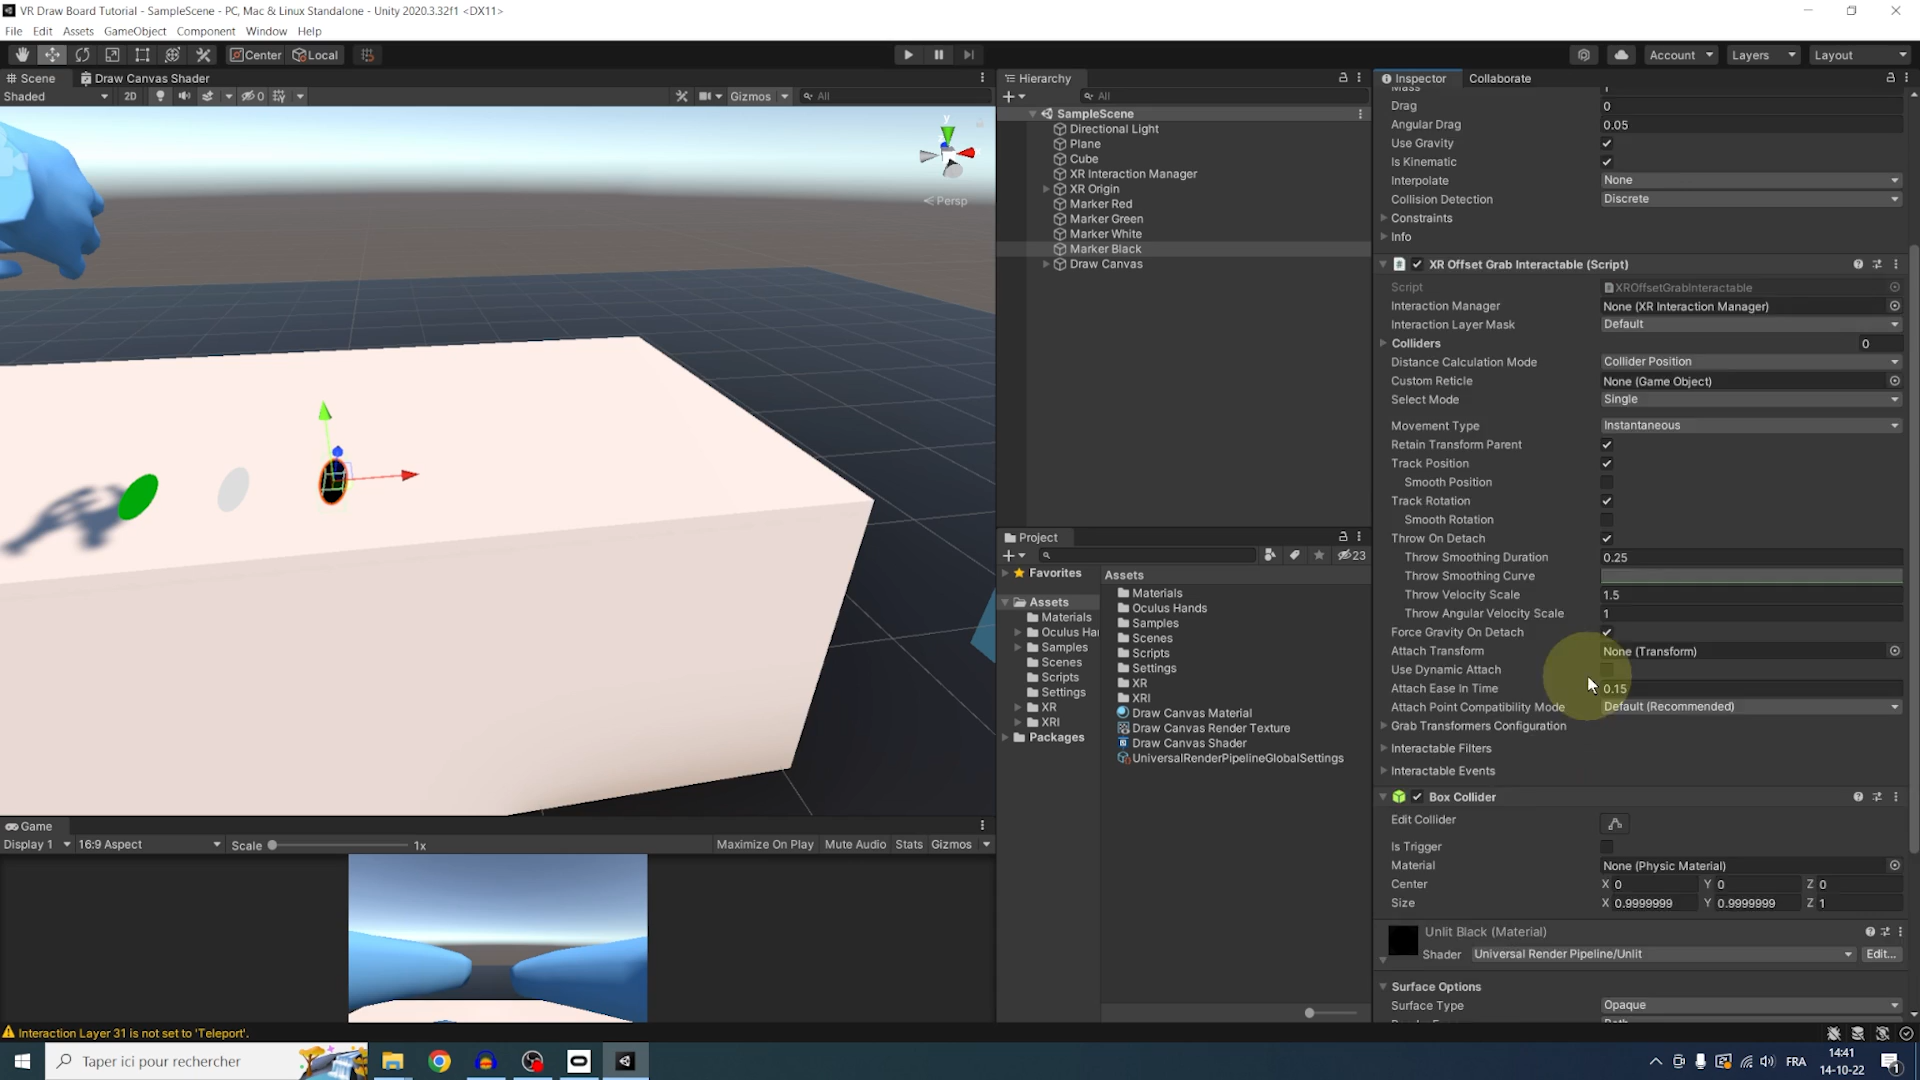 VR Draw Board Tutorial - SampleScene - PC, Mac & Linux Standalone - Unity 2020.3.32f1 <DX11>
File Edit Assets GameObject Component Window Help
Center Local Account Layers Layout
Scene Draw Canvas Shader
Shaded 2D 0 Gizmos All
y
Persp
Game
Display 1 16:9 Aspect Scale 1x Maximize On Play Mute Audio Stats Gizmos
Hierarchy
All
SampleScene
Directional Light
Plane
Cube
XR Interaction Manager
XR Origin
Marker Red
Marker Green
Marker White
Marker Black
Draw Canvas
Project
23
Favorites
Assets
Materials
Oculus Ha
Samples
Scenes
Scripts
Settings
XR
XRI
Packages
Assets
Materials
Oculus Hands
Samples
Scenes
Scripts
Settings
XR
XRI
Draw Canvas Material
Draw Canvas Render Texture
Draw Canvas Shader
UniversalRenderPipelineGlobalSettings
Inspector Collaborate
Mass 1
Drag 0
Angular Drag 0.05
Use Gravity
Is Kinematic
Interpolate None
Collision Detection Discrete
Constraints
Info
XR Offset Grab Interactable (Script)
Script XROffsetGrabInteractable
Interaction Manager None (XR Interaction Manager)
Interaction Layer Mask Default
Colliders 0
Distance Calculation Mode Collider Position
Custom Reticle None (Game Object)
Select Mode Single
Movement Type Instantaneous
Retain Transform Parent
Track Position
Smooth Position
Track Rotation
Smooth Rotation
Throw On Detach
Throw Smoothing Duration 0.25
Throw Smoothing Curve
Throw Velocity Scale 1.5
Throw Angular Velocity Scale 1
Force Gravity On Detach
Attach Transform None (Transform)
Use Dynamic Attach
Attach Ease In Time 0.15
Attach Point Compatibility Mode Default (Recommended)
Grab Transformers Configuration
Interactable Filters
Interactable Events
Box Collider
Edit Collider
Is Trigger
Material None (Physic Material)
Center X 0 Y 0 Z 0
Size X 0.9999999 Y 0.9999999 Z 1
Unlit Black (Material)
Shader Universal Render Pipeline/Unlit Edit...
Surface Options
Surface Type Opaque
Interaction Layer 31 is not set to 'Teleport'.
Taper ici pour rechercher
FRA
14:41
14-10-22
1